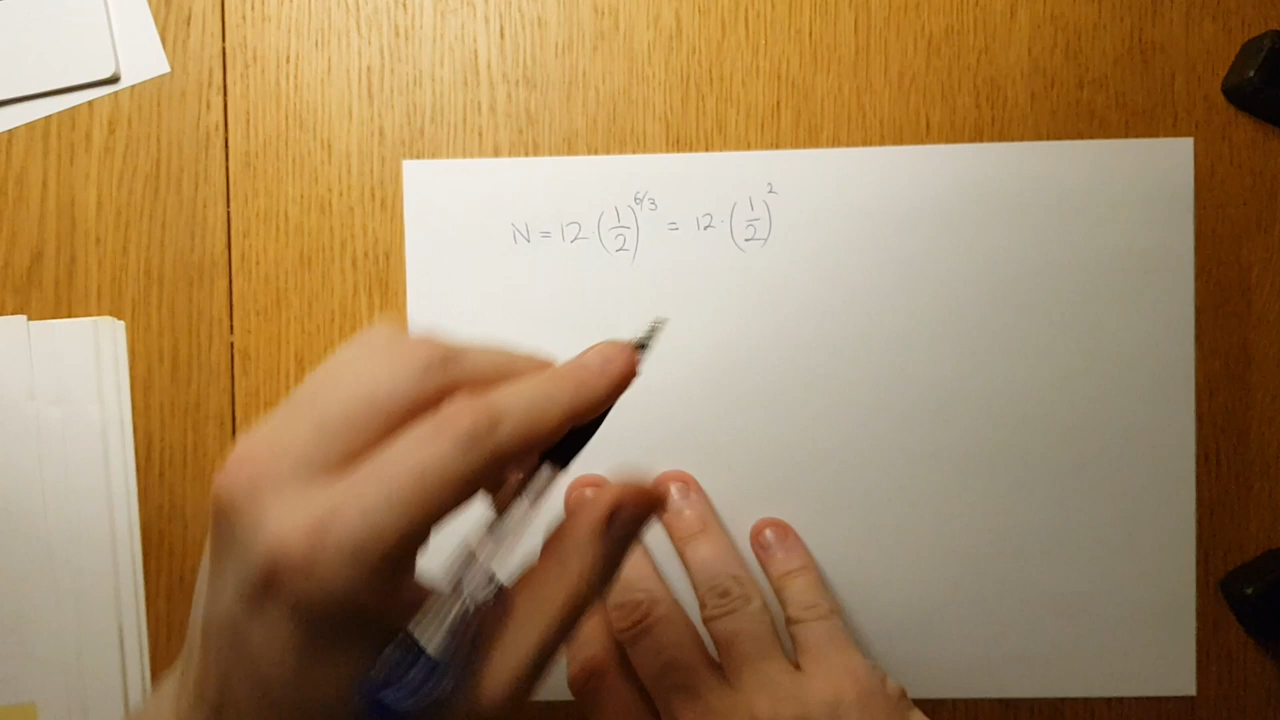 N = 12 · (1/2)^6/3 = 12 · (1/2)^2